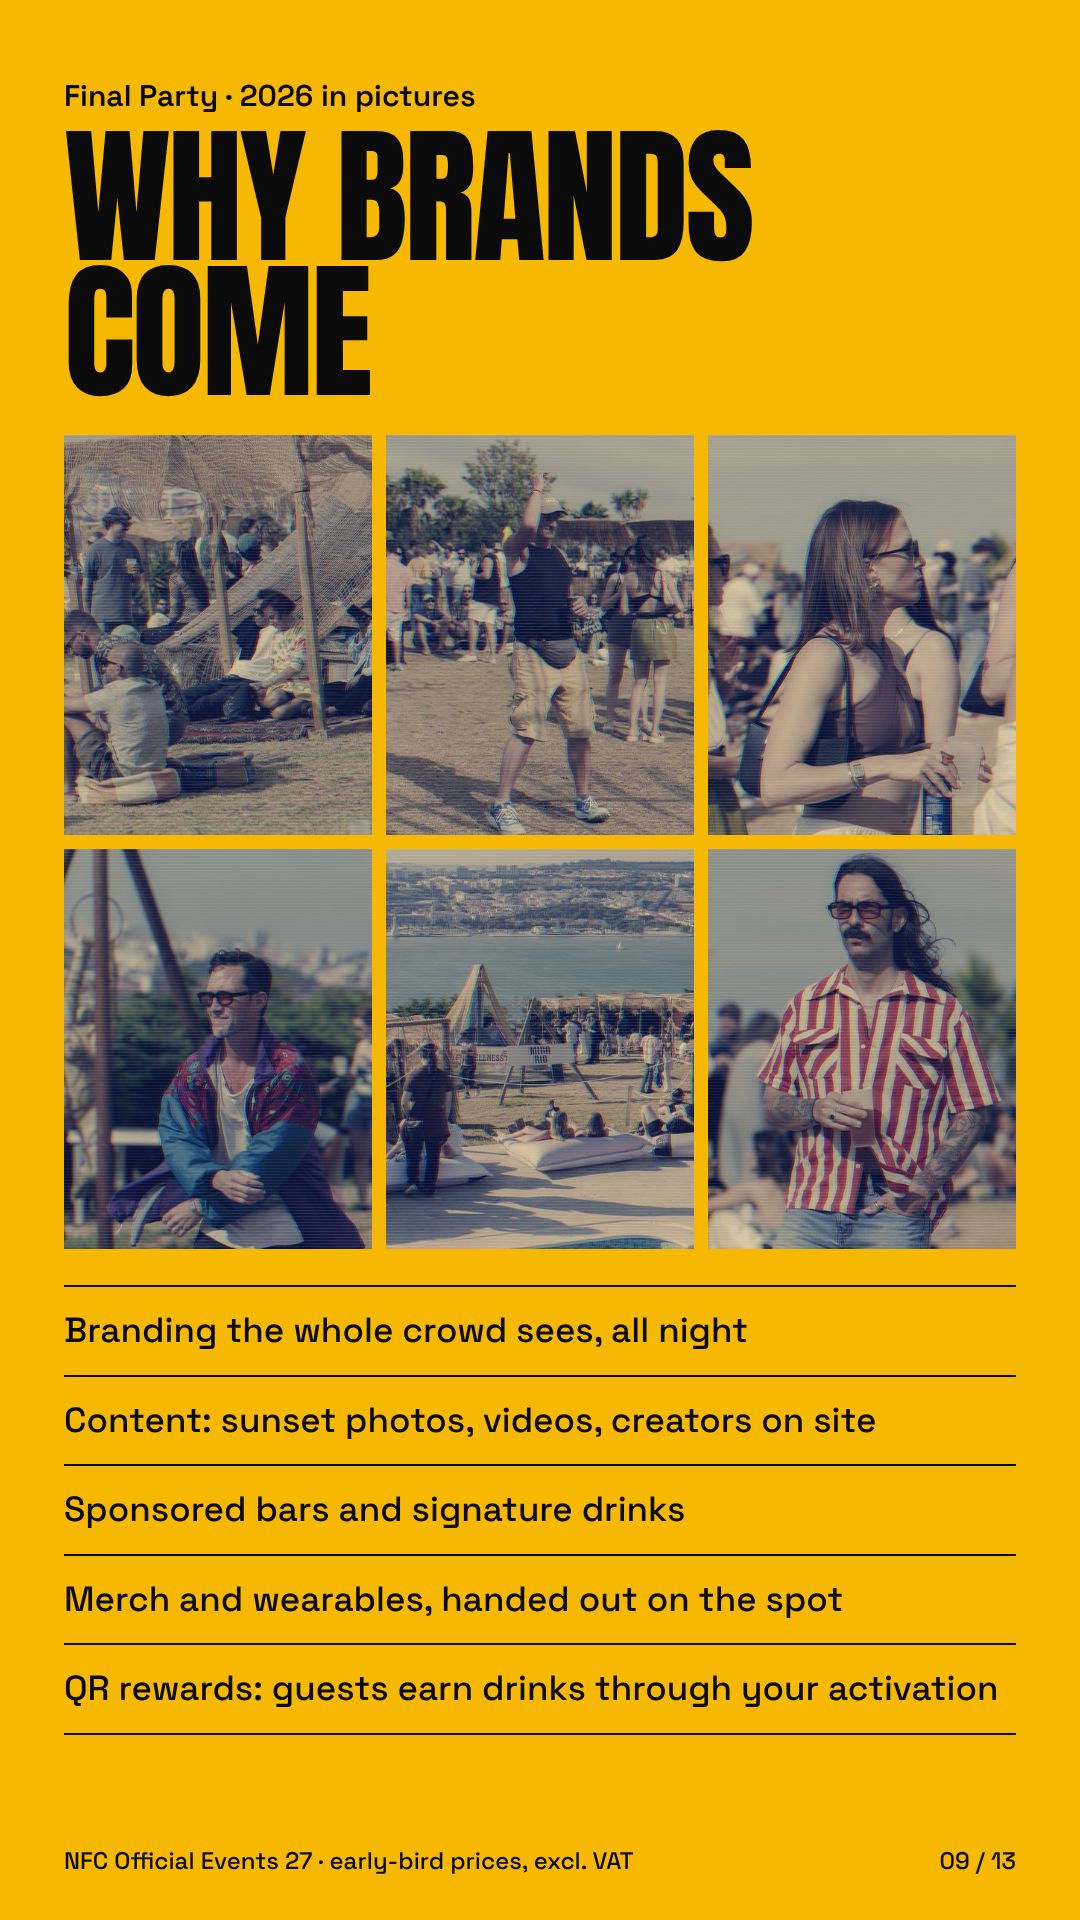 Final Party · 2026 in pictures
WHY BRANDS
COME
MIRA
RIO
Branding the whole crowd sees, all night
Content: sunset photos, videos, creators on site
Sponsored bars and signature drinks
Merch and wearables, handed out on the spot
QR rewards: guests earn drinks through your activation
NFC Official Events 27 · early-bird prices, excl. VAT
09 / 13